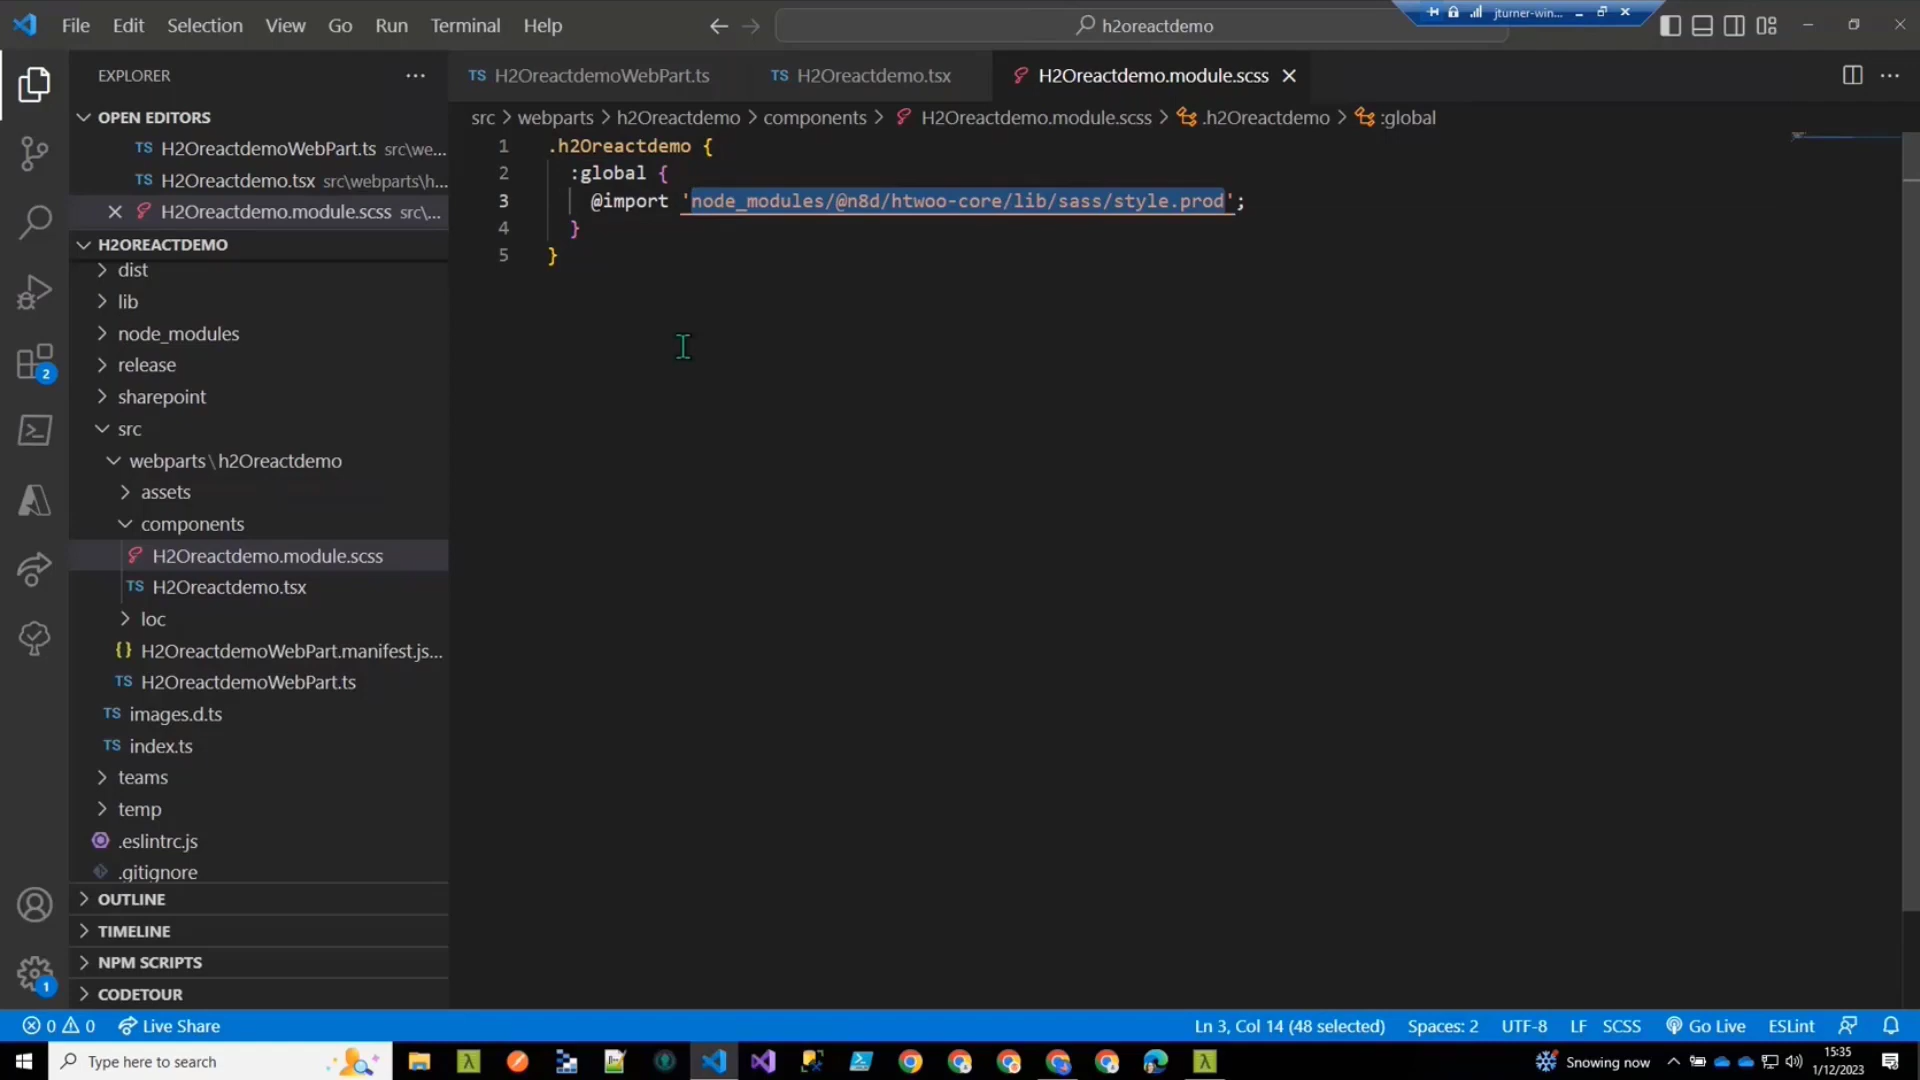 File Edit Selection View Go Run Terminal Help
h2oreactdemo
jturner-win...
EXPLORER
TS H2OreactdemoWebPart.ts
TS H2Oreactdemo.tsx
H2Oreactdemo.module.scss
OPEN EDITORS
TS H2OreactdemoWebPart.ts src\we...
TS H2Oreactdemo.tsx src\webparts\h...
H2Oreactdemo.module.scss src\...
H2OREACTDEMO
dist
lib
node_modules
release
sharepoint
src
webparts\h2Oreactdemo
assets
components
H2Oreactdemo.module.scss
TS H2Oreactdemo.tsx
loc
{} H2OreactdemoWebPart.manifest.js...
TS H2OreactdemoWebPart.ts
TS images.d.ts
TS index.ts
teams
temp
.eslintrc.js
.gitignore
OUTLINE
TIMELINE
NPM SCRIPTS
CODETOUR
2
1
src > webparts > h2Oreactdemo > components > H2Oreactdemo.module.scss > .h2Oreactdemo > :global
1 .h2Oreactdemo {
2 :global {
3 @import 'node_modules/@n8d/htwoo-core/lib/sass/style.prod';
4 }
5 }
0 0 Live Share
Ln 3, Col 14 (48 selected) Spaces: 2 UTF-8 LF SCSS Go Live ESLint
Type here to search
Snowing now
15:35
1/12/2023